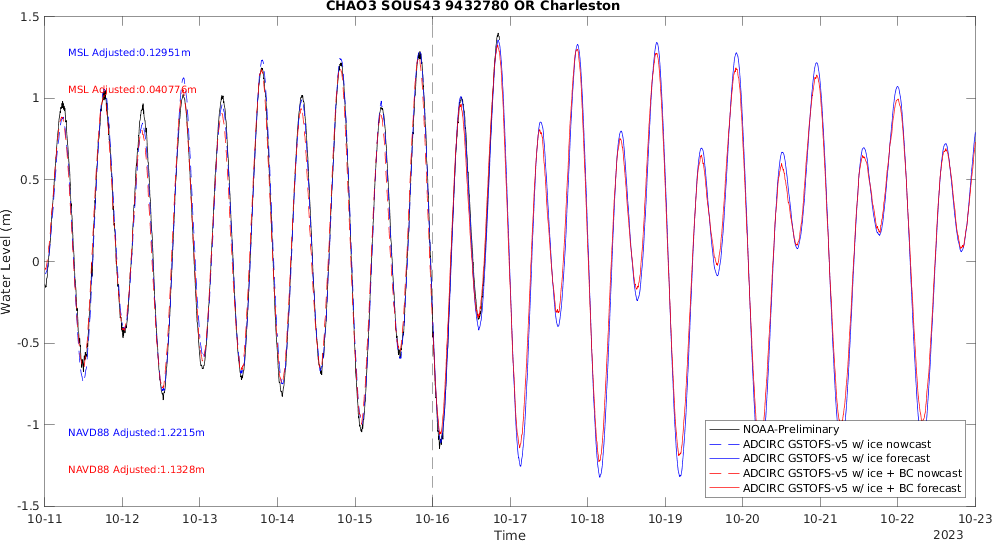 CHAO3 SOUS43 9432780 OR Charleston
1.5
MSL Adjusted:0.12951m
MSL Adjusted:0.040776m
1
0.5
Water Level (m)
0
-0.5
-1
NAVD88 Adjusted:1.2215m
NAVD88 Adjusted:1.1328m
-1.5
NOAA-Preliminary
ADCIRC GSTOFS-v5 w/ ice nowcast
ADCIRC GSTOFS-v5 w/ ice forecast
ADCIRC GSTOFS-v5 w/ ice + BC nowcast
ADCIRC GSTOFS-v5 w/ ice + BC forecast
10-11 10-12 10-13 10-14 10-15 10-16 10-17 10-18 10-19 10-20 10-21 10-22 10-23
Time
2023